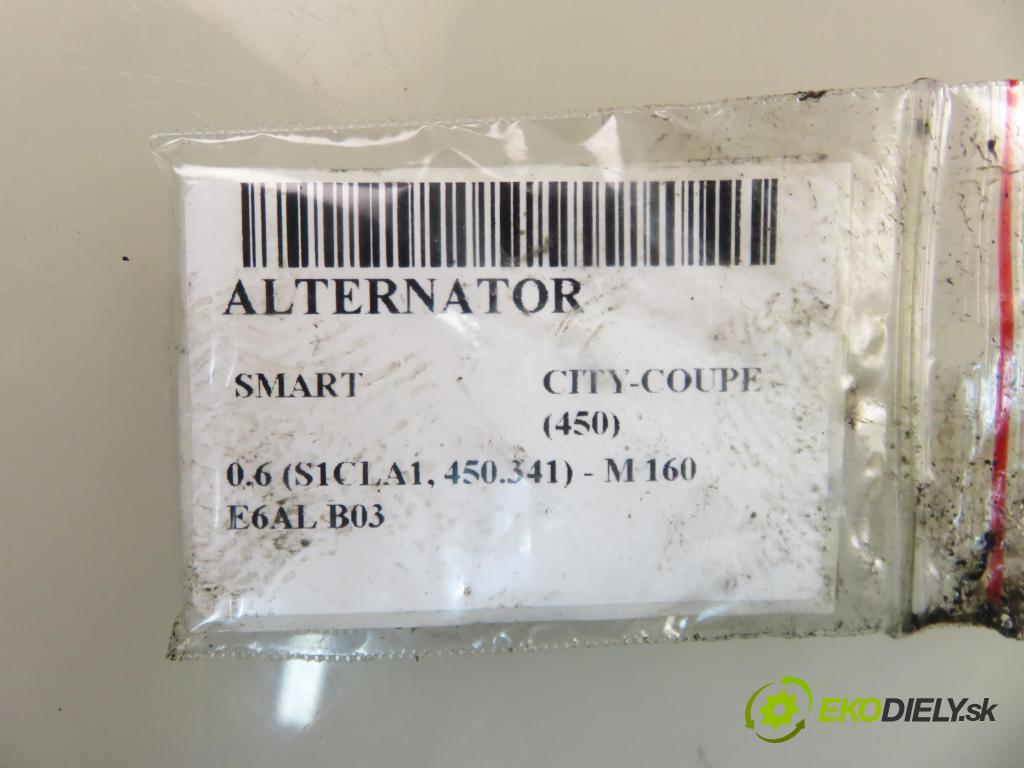 ALTERNATOR
SMART CITY-COUPE
(450)
0.6 (S1CLA1, 450.341) - M 160
E6AL B03
EKODIELY.sk